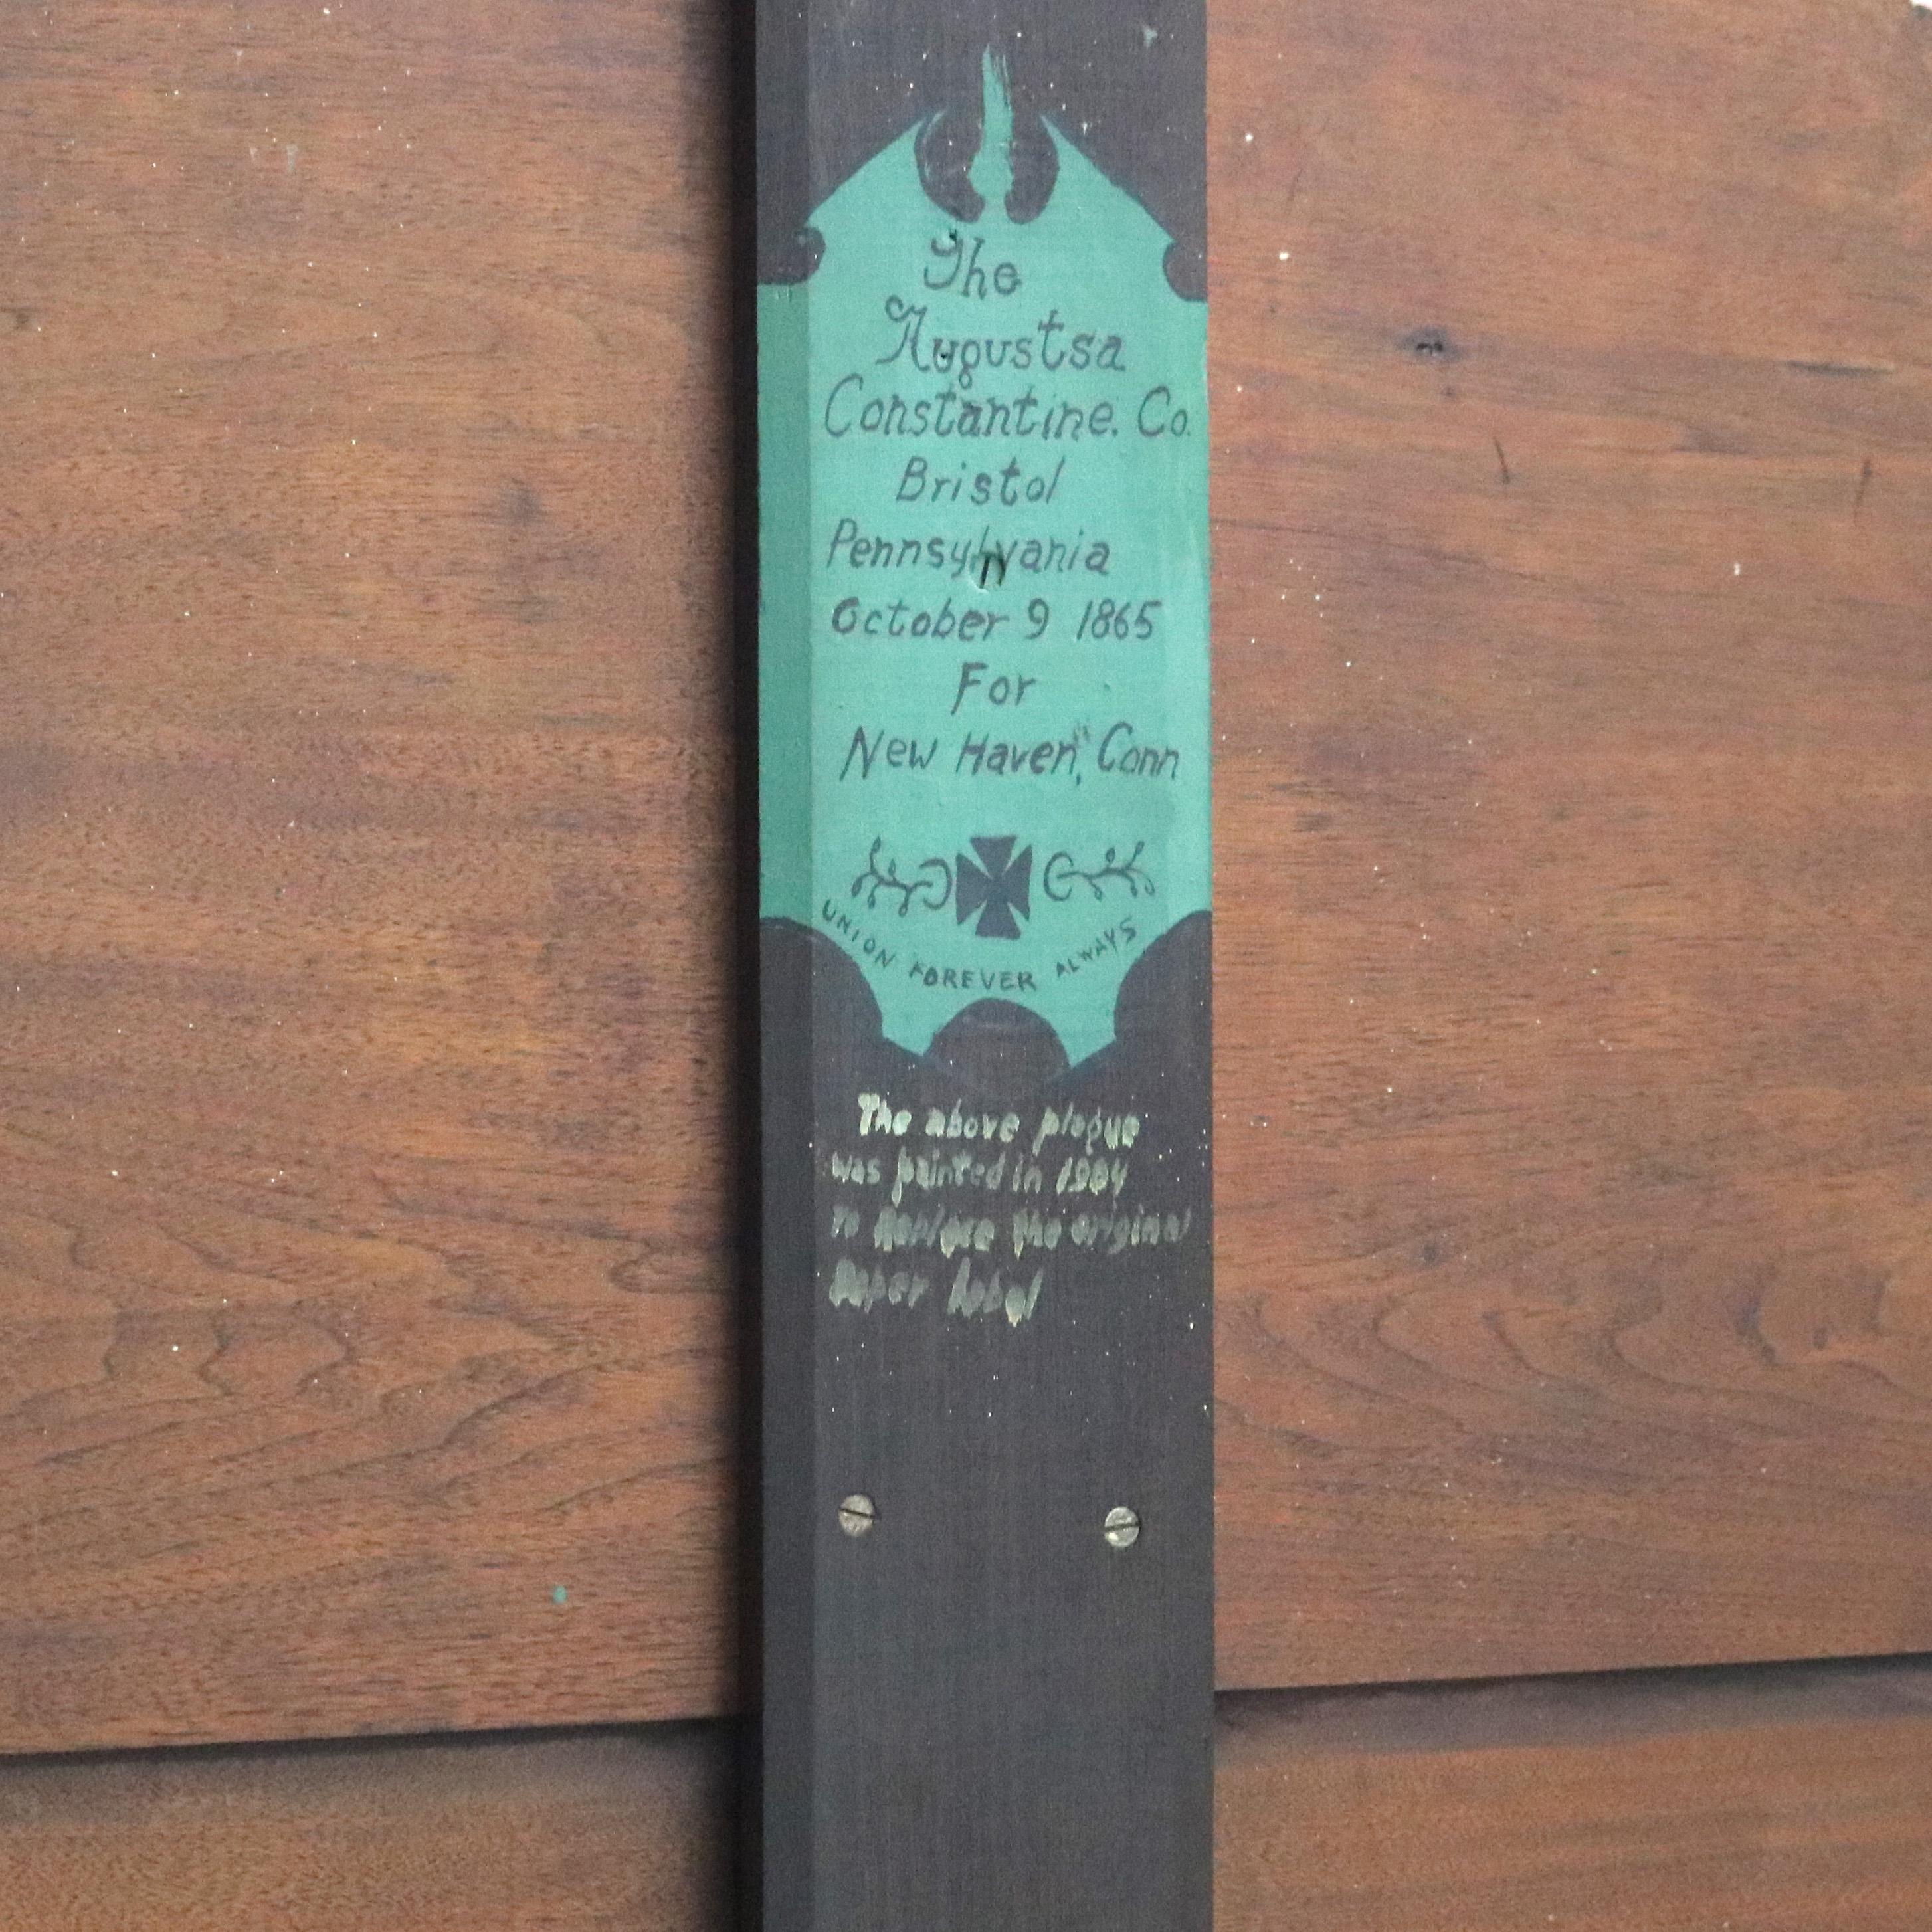 The
Augustsa
Constantine. Co.
Bristol
Pennsylvania
October 9 1865
For
New Haven, Conn
UNION FOREVER ALWAYS
The above plaque
was painted in 1904
To Replace the original
Paper Label